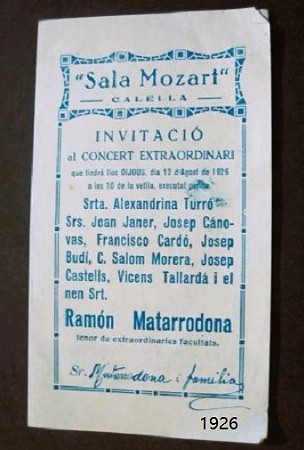 "Sala Mozart"
CALELLA
INVITACIÓ
al CONCERT EXTRAORDINARI
que tindrá lloc DIJOUS, dia 12 d'Agost de 1926
a les 10 de la vetlla, executat per la
Srta. Alexandrina Turró
Srs. Joan Janer, Josep Cáno-
vas, Francisco Cardó, Josep
Budí, C. Salom Morera, Josep
Castells, Vicens Tallardá i el
nen Srt.
Ramón Matarrodona
tenor de extraordinaries facultats.
Sr. Matarrodona i familia
1926